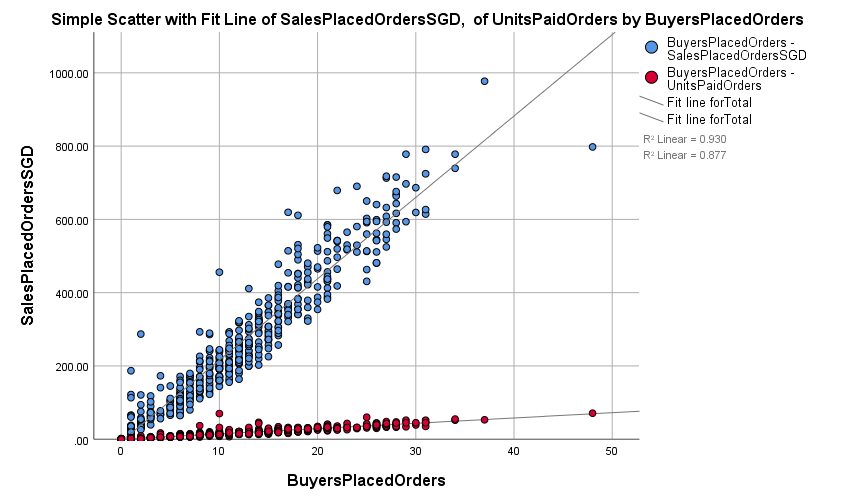 Simple Scatter with Fit Line of SalesPlacedOrdersSGD,  of UnitsPaidOrders by BuyersPlacedOrders
BuyersPlacedOrders -
SalesPlacedOrdersSGD
BuyersPlacedOrders -
UnitsPaidOrders
Fit line forTotal
Fit line forTotal
R² Linear = 0.930
R² Linear = 0.877
SalesPlacedOrdersSGD
1000.00
800.00
600.00
400.00
200.00
.00
0 10 20 30 40 50
BuyersPlacedOrders